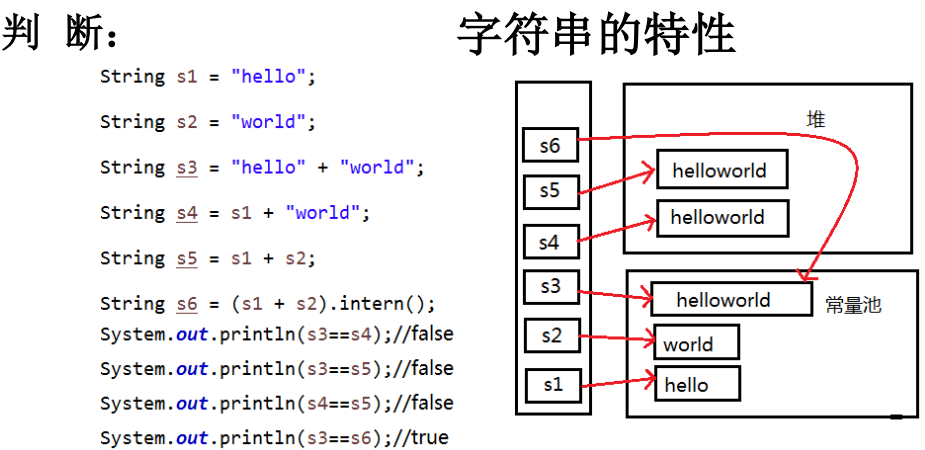 判 断：
字符串的特性
String s1 = "hello";
String s2 = "world";
String s3 = "hello" + "world";
String s4 = s1 + "world";
String s5 = s1 + s2;
String s6 = (s1 + s2).intern();
System.out.println(s3==s4);//false
System.out.println(s3==s5);//false
System.out.println(s4==s5);//false
System.out.println(s3==s6);//true
s6
s5
s4
s3
s2
s1
堆
helloworld
helloworld
helloworld
常量池
world
hello